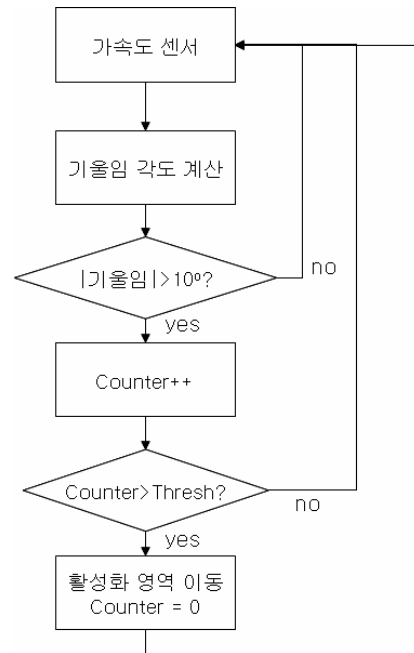 가속도 센서
기울임 각도 계산
|기울임|>10º?
no
yes
Counter++
Counter>Thresh?
no
yes
활성화 영역 이동
Counter = 0